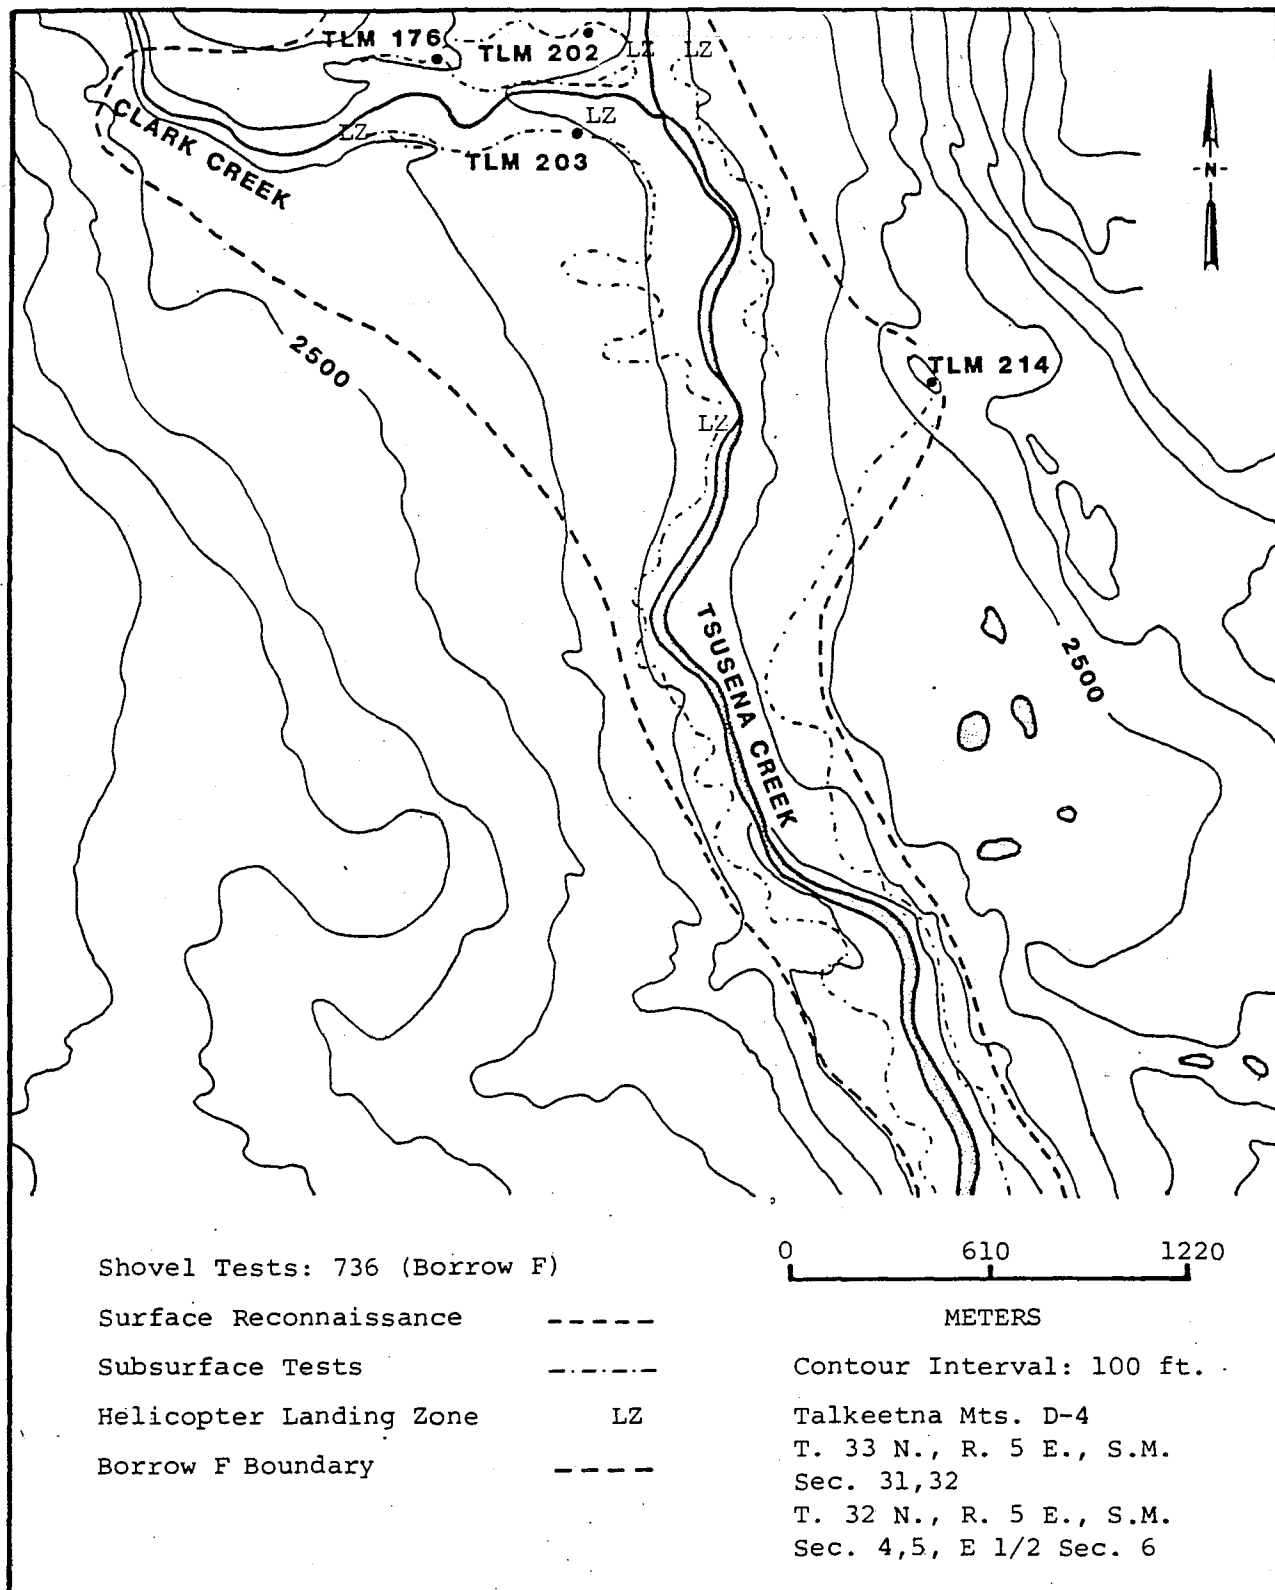 TLM 176
TLM 202
LZ
LZ
CLARK CREEK
LZ
LZ
TLM 203
-N-
2500
TLM 214
LZ
TSUSENA CREEK
2500
Shovel Tests: 736 (Borrow F)
Surface Reconnaissance
Subsurface Tests
Helicopter Landing Zone LZ
Borrow F Boundary
0 610 1220
METERS
Contour Interval: 100 ft.
Talkeetna Mts. D-4
T. 33 N., R. 5 E., S.M.
Sec. 31,32
T. 32 N., R. 5 E., S.M.
Sec. 4,5, E 1/2 Sec. 6